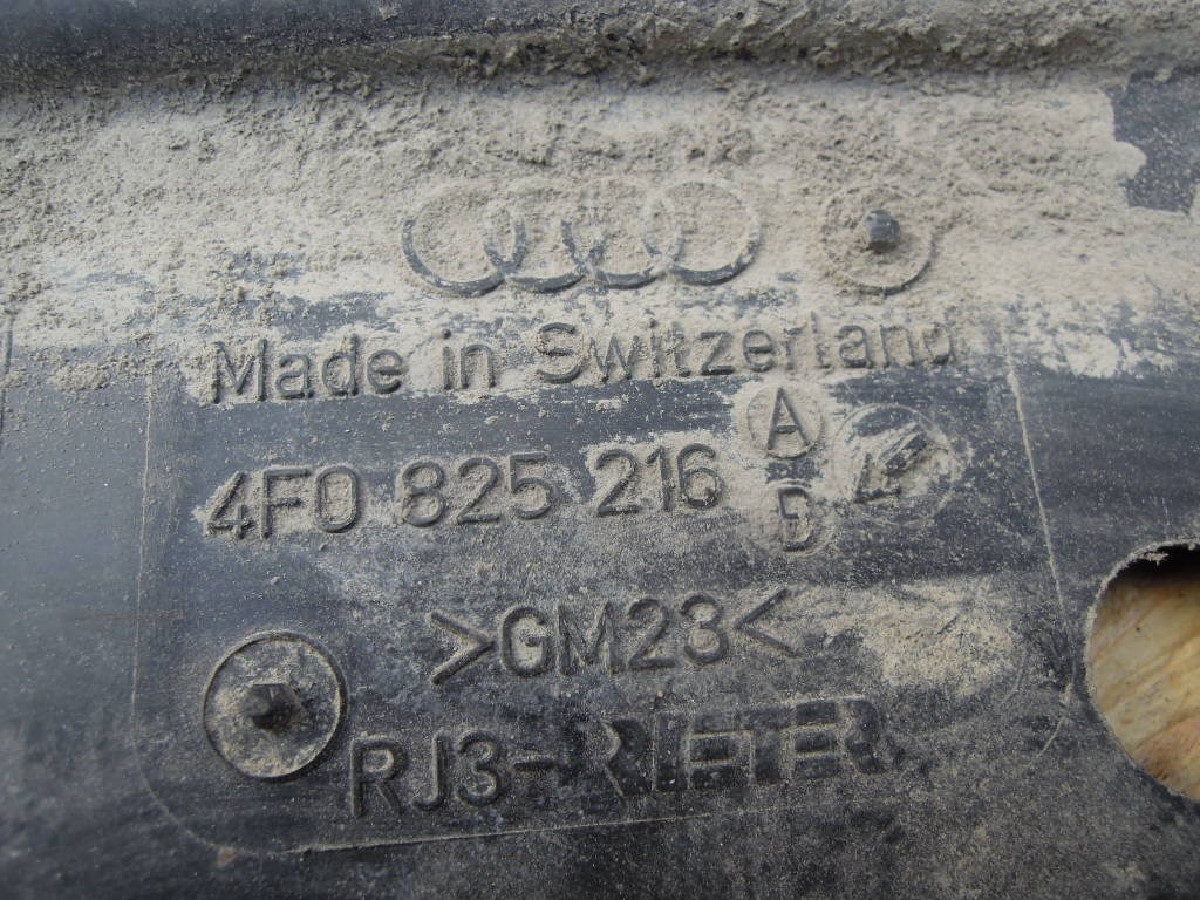 Made in Switzerland
4F0 825 216 A
B
>GM23<
RJ3-RIETER